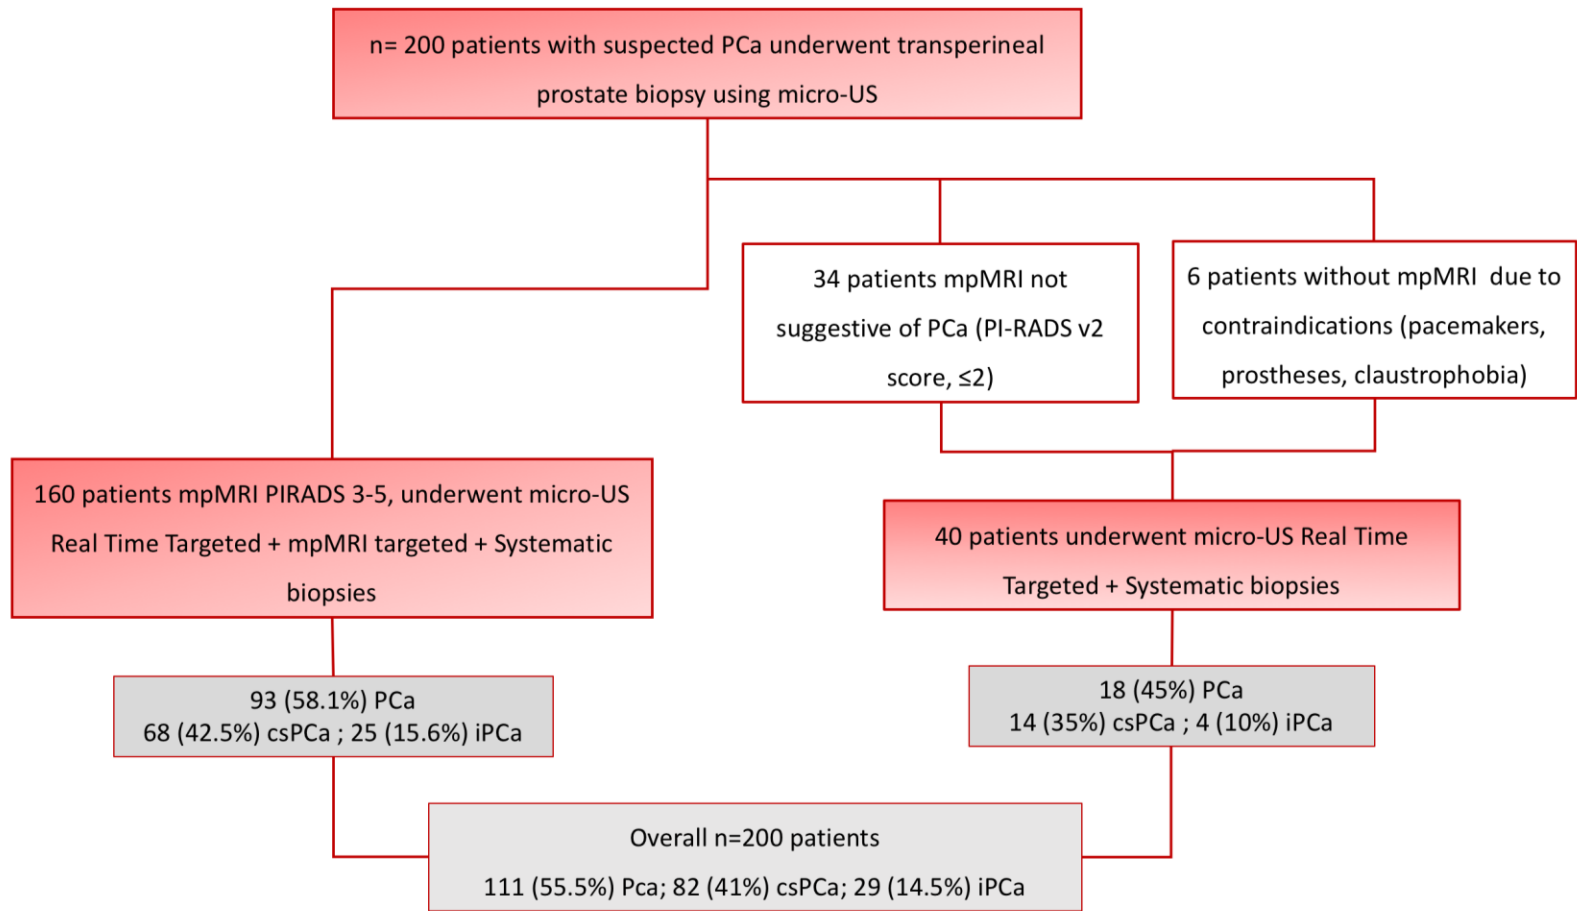 n= 200 patients with suspected PCa underwent transperineal
prostate biopsy using micro-US
34 patients mpMRI not
suggestive of PCa (PI-RADS v2
score, ≤2)
6 patients without mpMRI due to
contraindications (pacemakers,
prostheses, claustrophobia)
160 patients mpMRI PIRADS 3-5, underwent micro-US
Real Time Targeted + mpMRI targeted + Systematic
biopsies
40 patients underwent micro-US Real Time
Targeted + Systematic biopsies
93 (58.1%) PCa
68 (42.5%) csPCa ; 25 (15.6%) iPCa
18 (45%) PCa
14 (35%) csPCa ; 4 (10%) iPCa
Overall n=200 patients
111 (55.5%) Pca; 82 (41%) csPCa; 29 (14.5%) iPCa